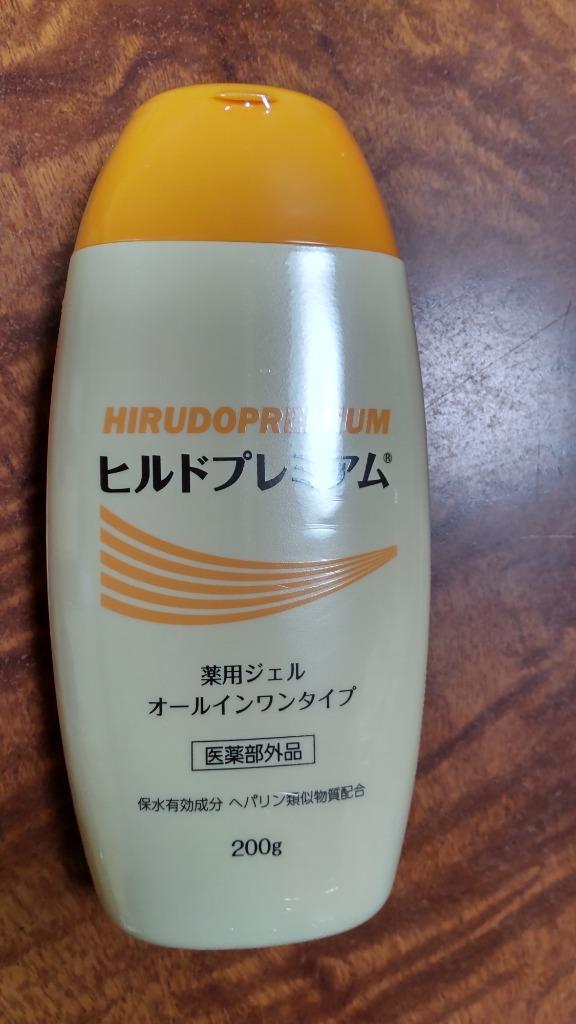 HIRUDOPREMIUM
ヒルドプレミアム®
薬用ジェル
オールインワンタイプ
医薬部外品
保水有効成分 ヘパリン類似物質配合
200g